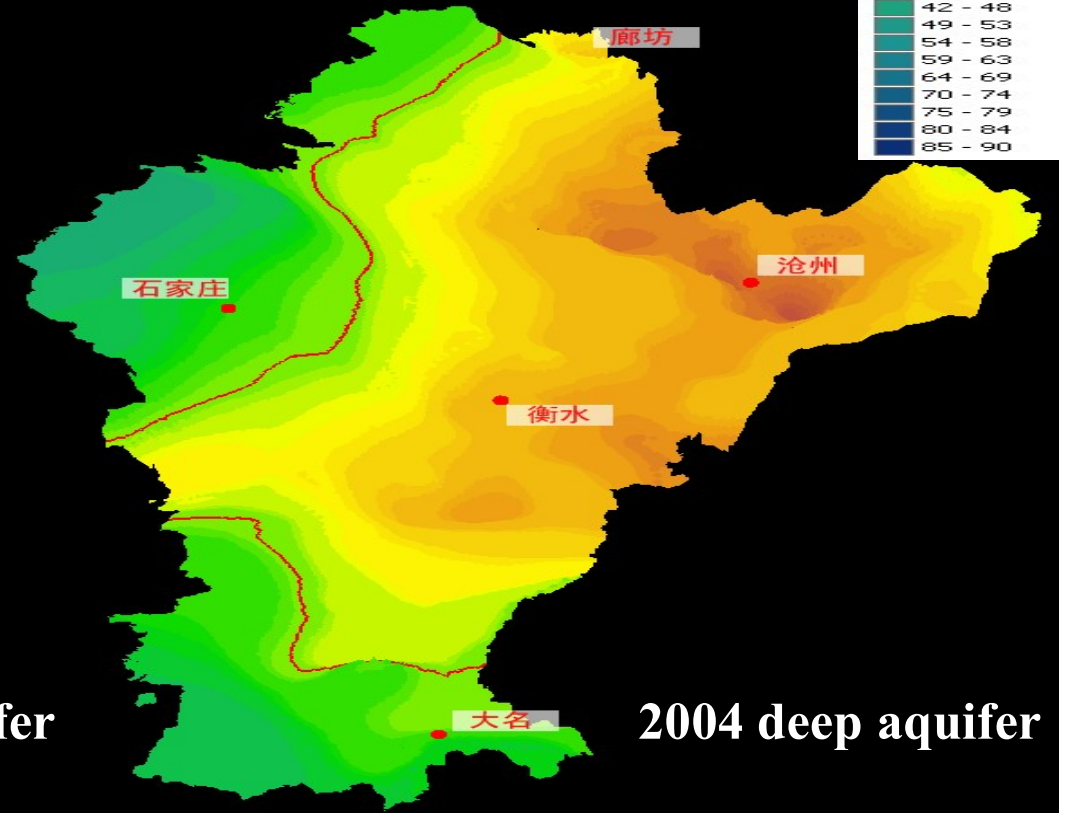 42 - 48
49 - 53
54 - 58
59 - 63
64 - 69
70 - 74
75 - 79
80 - 84
85 - 90
廊坊
沧州
石家庄
衡水
大名
fer
2004 deep aquifer